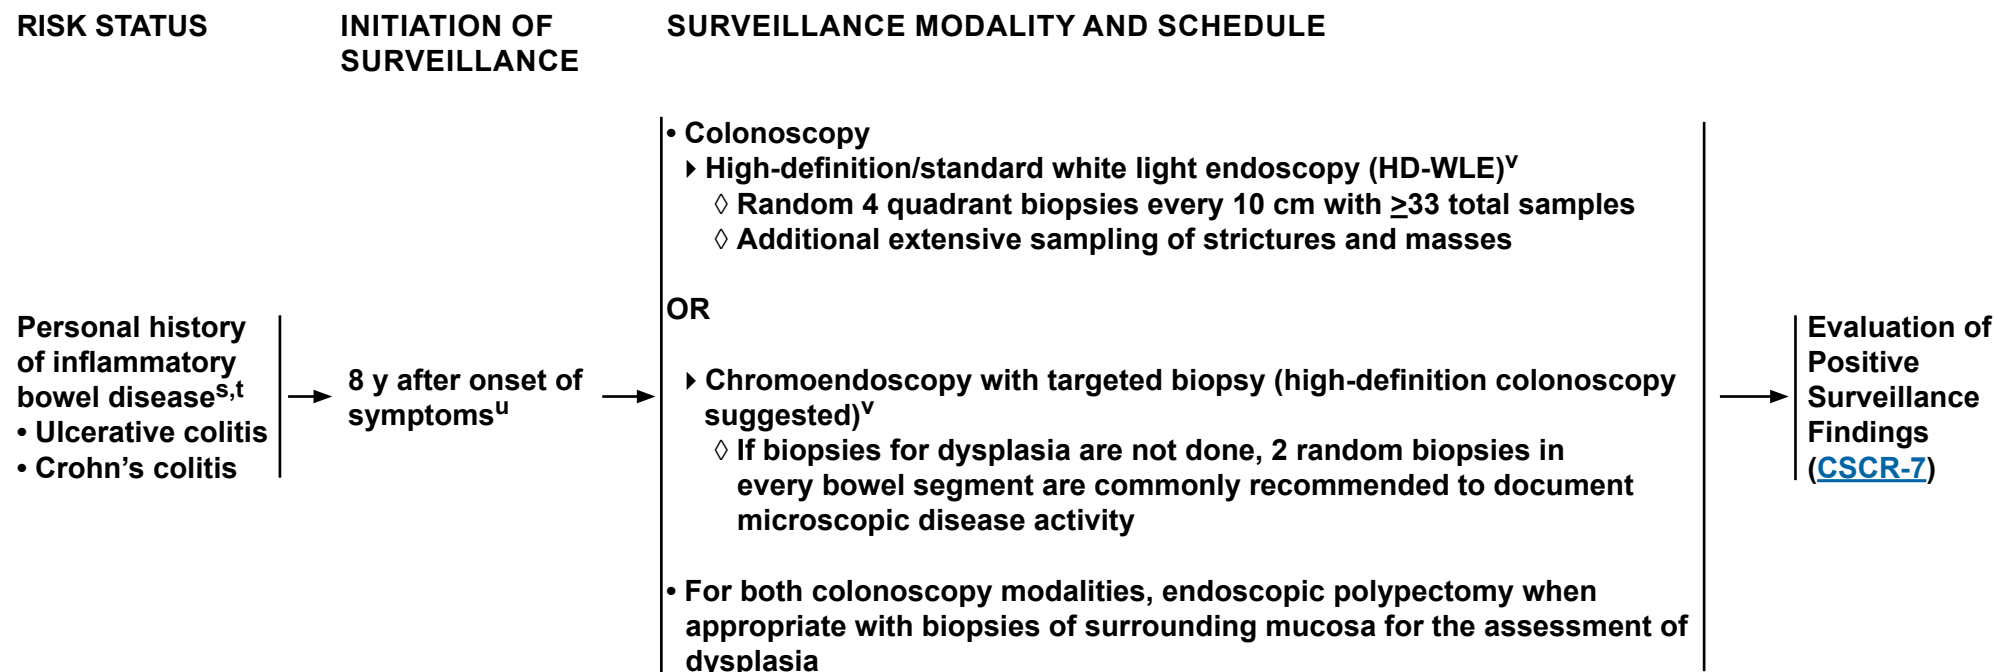 RISK STATUS
INITIATION OF
SURVEILLANCE
SURVEILLANCE MODALITY AND SCHEDULE
Personal history
of inflammatory
bowel disease^s,t
• Ulcerative colitis
• Crohn’s colitis
8 y after onset of
symptoms^u
• Colonoscopy
▸ High-definition/standard white light endoscopy (HD-WLE)^v
◊ Random 4 quadrant biopsies every 10 cm with ≥33 total samples
◊ Additional extensive sampling of strictures and masses
OR
▸ Chromoendoscopy with targeted biopsy (high-definition colonoscopy
suggested)^v
◊ If biopsies for dysplasia are not done, 2 random biopsies in
every bowel segment are commonly recommended to document
microscopic disease activity
• For both colonoscopy modalities, endoscopic polypectomy when
appropriate with biopsies of surrounding mucosa for the assessment of
dysplasia
Evaluation of
Positive
Surveillance
Findings
(CSCR-7)